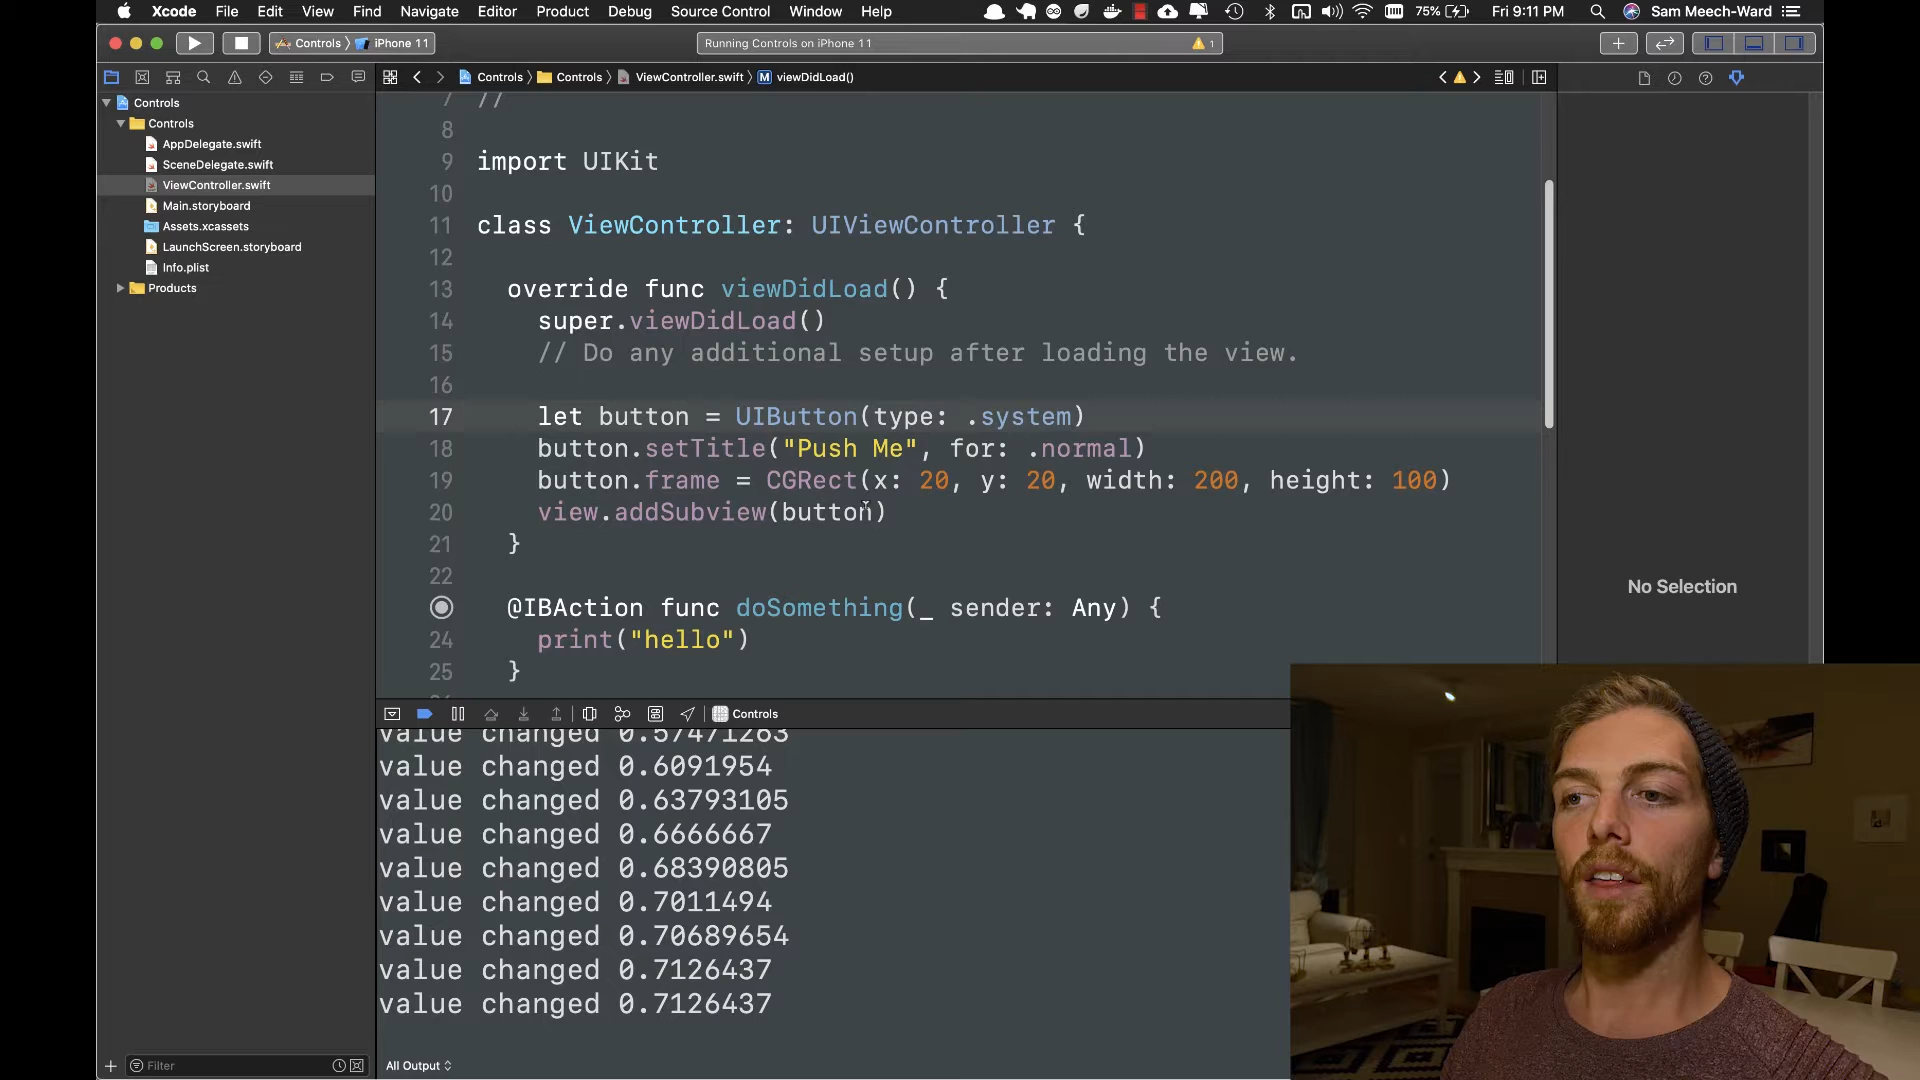 Xcode File Edit View Find Navigate Editor Product Debug Source Control Window Help 75% Fri 9:11 PM Sam Meech-Ward
Controls iPhone 11
Running Controls on iPhone 11
1
Controls Controls ViewController.swift M viewDidLoad()
Controls
Controls
AppDelegate.swift
SceneDelegate.swift
ViewController.swift
Main.storyboard
Assets.xcassets
LaunchScreen.storyboard
Info.plist
Products
7 //
8
9 import UIKit
10
11 class ViewController: UIViewController {
12
13 override func viewDidLoad() {
14 super.viewDidLoad()
15 // Do any additional setup after loading the view.
16
17 let button = UIButton(type: .system)
18 button.setTitle("Push Me", for: .normal)
19 button.frame = CGRect(x: 20, y: 20, width: 200, height: 100)
20 view.addSubview(button)
21 }
22
@IBAction func doSomething(_ sender: Any) {
24 print("hello")
25 }
No Selection
Controls
value changed 0.57471263
value changed 0.6091954
value changed 0.63793105
value changed 0.6666667
value changed 0.68390805
value changed 0.7011494
value changed 0.70689654
value changed 0.7126437
value changed 0.7126437
Filter
All Output